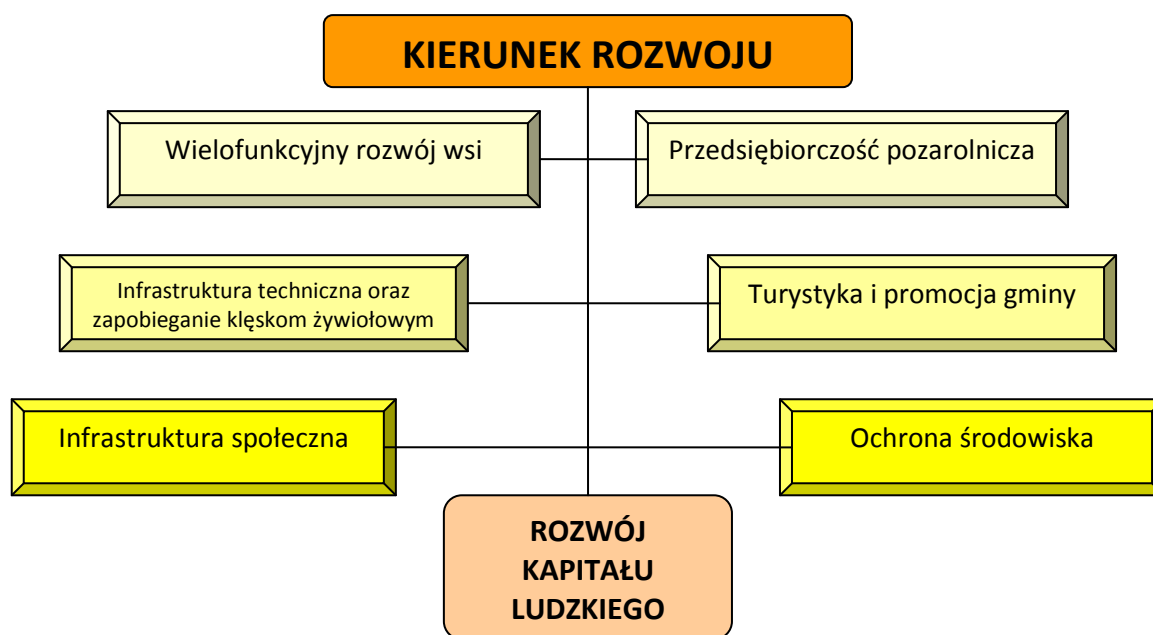 KIERUNEK ROZWOJU
Wielofunkcyjny rozwój wsi
Przedsiębiorczość pozarolnicza
Infrastruktura techniczna oraz
zapobieganie klęskom żywiołowym
Turystyka i promocja gminy
Infrastruktura społeczna
Ochrona środowiska
ROZWÓJ
KAPITAŁU
LUDZKIEGO